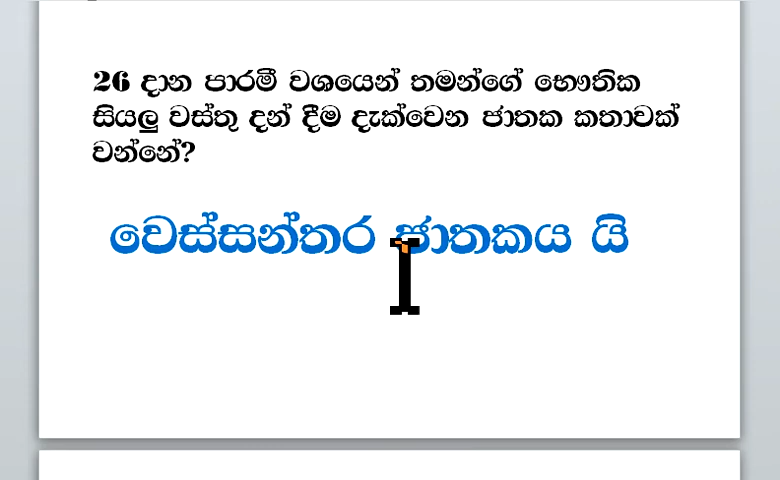 26 දාන පාරමී වශයෙන් තමන්ගේ භෞතික
සියලු වස්තු දන් දීම දැක්වෙන ජාතක කතාවක්
වන්නේ?
වෙස්සන්තර ජාතකය යි